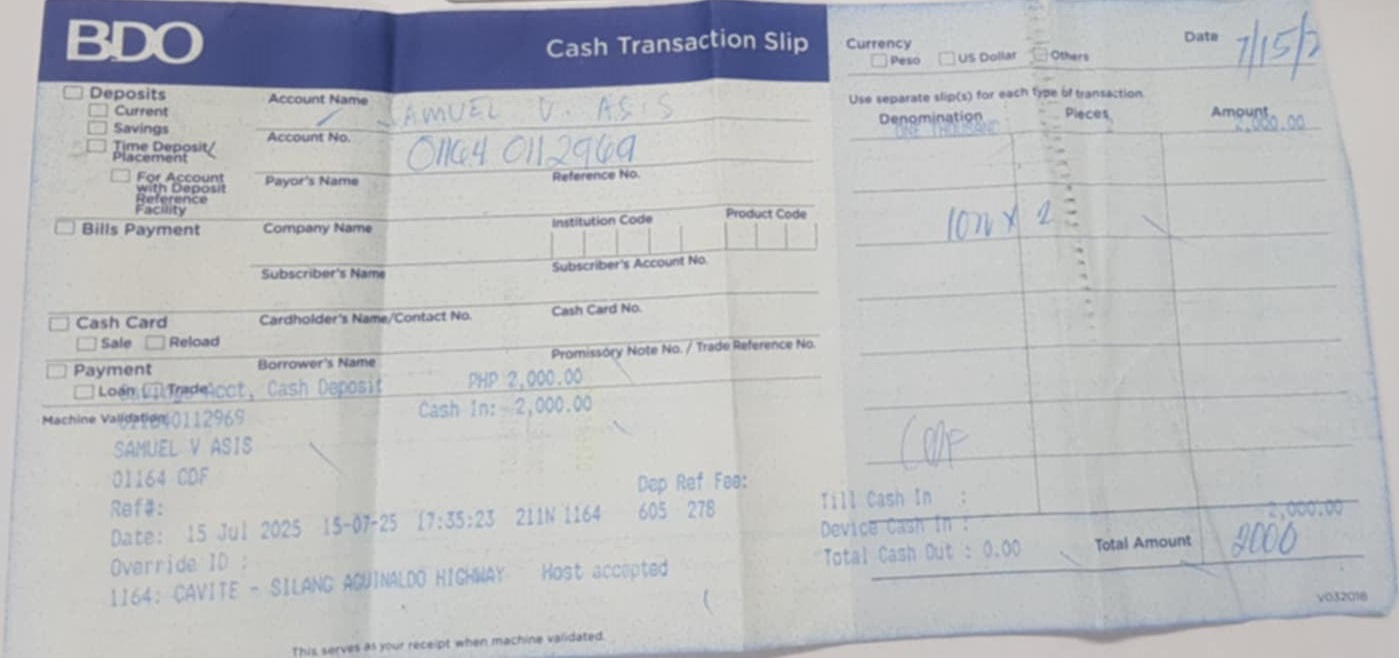 BDO
Cash Transaction Slip
Deposits
Current
Savings
Time Deposit/
Placement
For Account
with Deposit
Reference
Facility
Bills Payment
Cash Card
Sale Reload
Payment
Loan Trade
Account Name SAMUEL V. ASIS
Account No. 01164 0112969
Payor's Name Reference No.
Company Name Institution Code Product Code
Subscriber's Name Subscriber's Account No.
Cardholder's Name/Contact No. Cash Card No.
Borrower's Name Promissory Note No. / Trade Reference No.
Acct, Cash Deposit PHP 2,000.00
Machine Validation 0112969 Cash In: 2,000.00
SAMUEL V ASIS
01164 CDF
Ref#: Dep Ref Fee:
Date: 15 Jul 2025 15-07-25 17:35:23 211N 1164 605 278
Override ID :
1164: CAVITE - SILANG AGUINALDO HIGHWAY Host accepted
This serves as your receipt when machine validated.
Currency
Peso US Dollar Others
Date 7/15/2
Use separate slip(s) for each type of transaction.
Denomination Pieces Amount
ONE THOUSAND 2,000.00
CDF
Till Cash In : 2,000.00
Device Cash In :
Total Cash Out : 0.00
Total Amount 2000
V032018